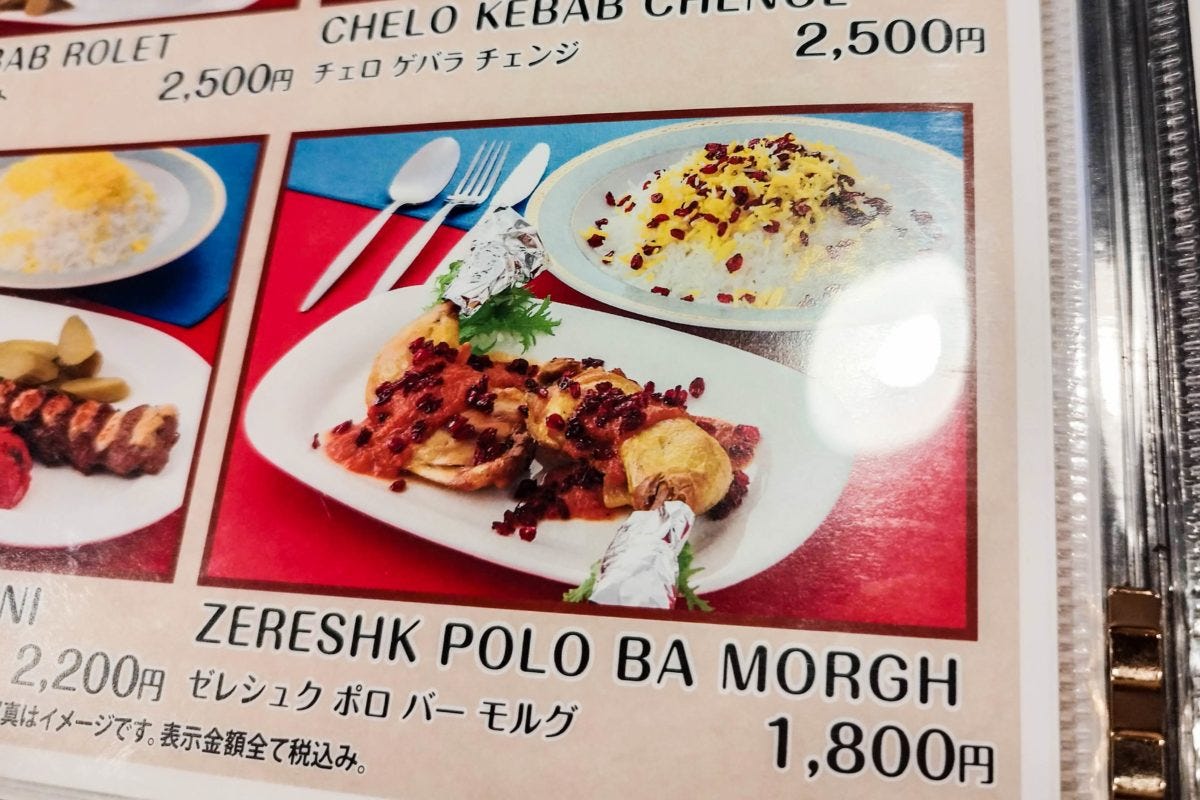 CHELO KEBAB CHENGE
ROLET
2,500円
チェロ ゲバラ チェンジ
2,500円
NI
2,200円
ZERESHK POLO BA MORGH
ゼレシュク ポロ バー モルグ
1,800円
真はイメージです。表示金額全て税込み。